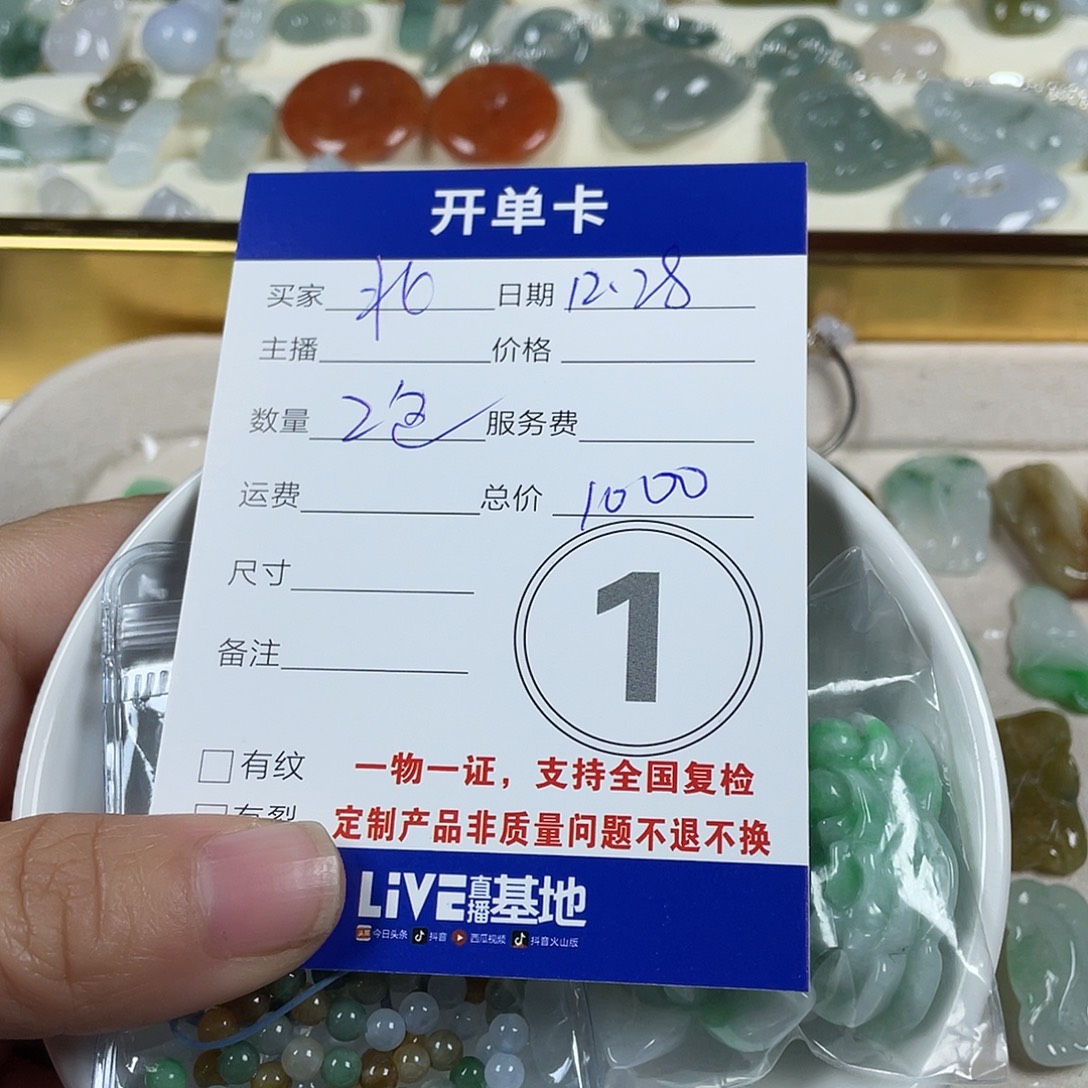 开单卡
买家 日期 12.28
主播 价格
数量 2包 服务费
运费 总价 1000
尺寸
备注
1
有纹 一物一证，支持全国复检
有裂 定制产品非质量问题不退不换
LiVE直播基地
今日头条 抖音 西瓜视频 抖音火山版